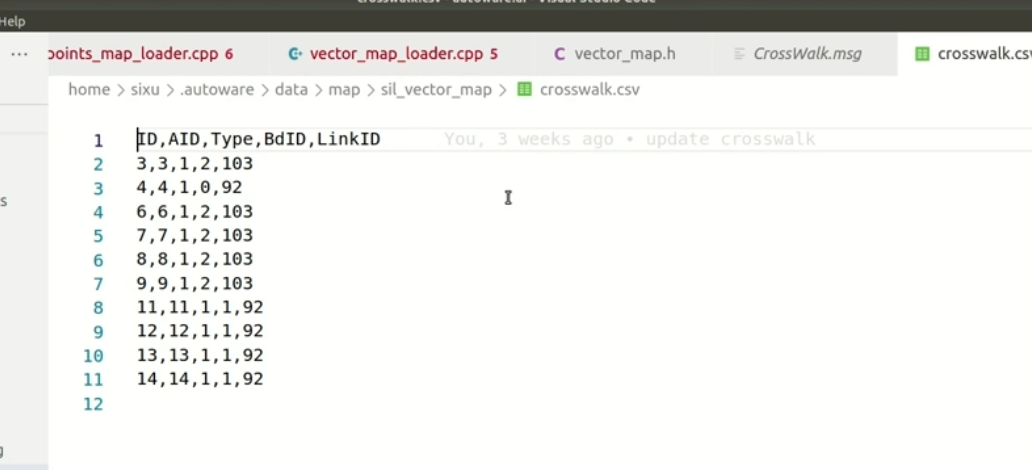 Help
points_map_loader.cpp 6
vector_map_loader.cpp 5
C vector_map.h
CrossWalk.msg
home > sixu > .autoware > data > map > sil_vector_map > crosswalk.csv
1 ID,AID,Type,BdID,LinkID You, 3 weeks ago • update crosswalk
2 3,3,1,2,103
3 4,4,1,0,92
4 6,6,1,2,103
5 7,7,1,2,103
6 8,8,1,2,103
7 9,9,1,2,103
8 11,11,1,1,92
9 12,12,1,1,92
10 13,13,1,1,92
11 14,14,1,1,92
12